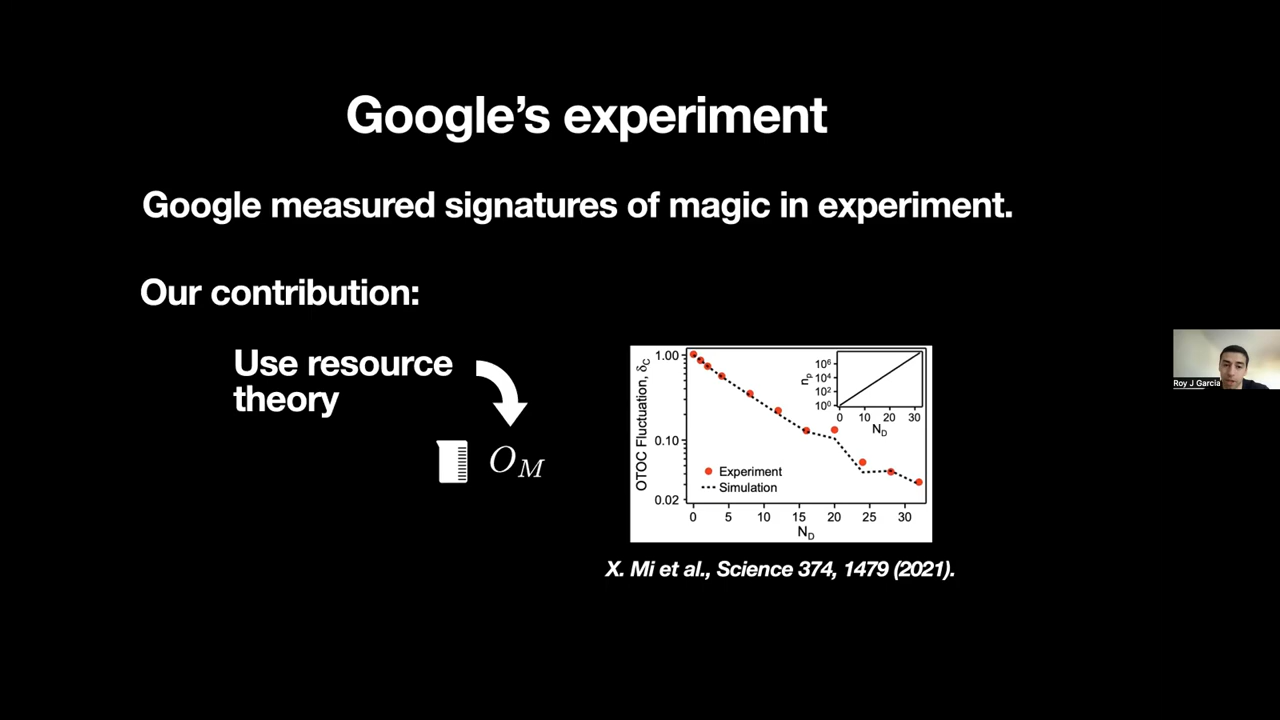 Google’s experiment
Google measured signatures of magic in experiment.
Our contribution:
Use resource
theory
O_M
OTOC Fluctuation, δ_C
1.00
0.10
0.02
n_p
10⁶
10⁴
10²
10⁰
0 10 20 30
N_D
Experiment
Simulation
0 5 10 15 20 25 30
N_D
X. Mi et al., Science 374, 1479 (2021).
Roy J Garcia